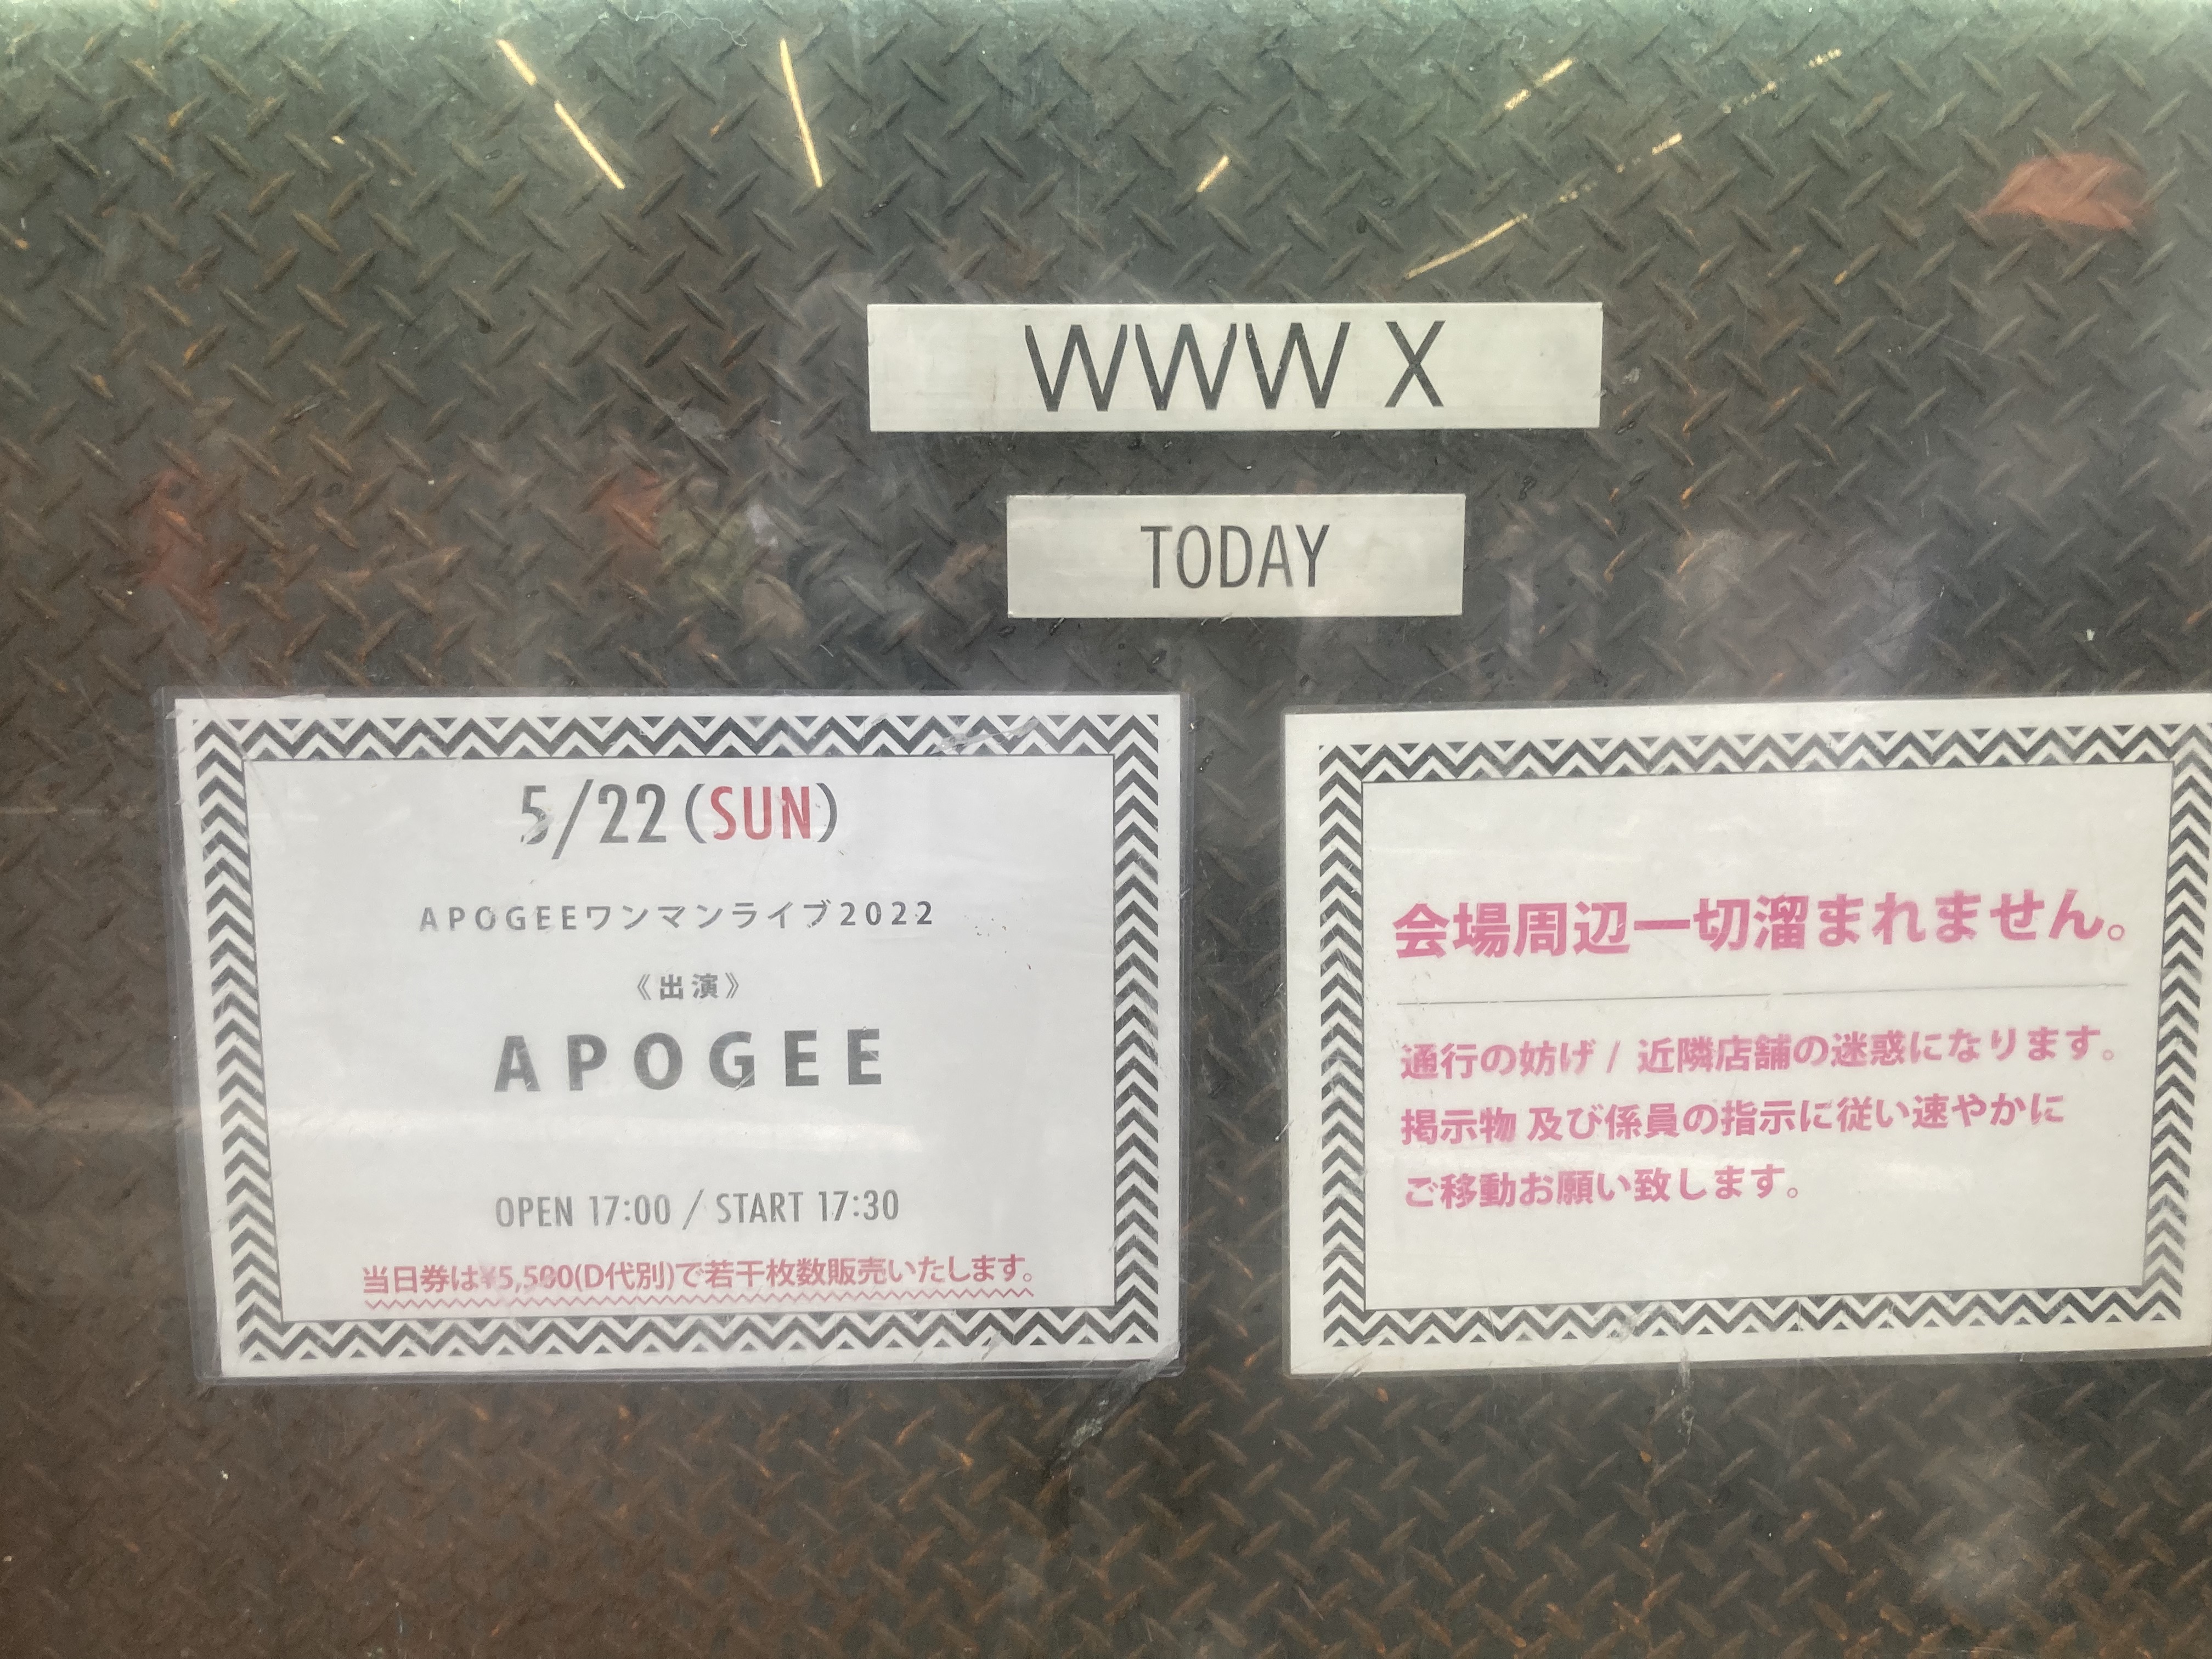 WWW X
TODAY
5/22(SUN)
APOGEEワンマンライブ2022
《出演》
APOGEE
OPEN 17:00 / START 17:30
当日券は¥5,500(D代別)で若干枚数販売いたします。
会場周辺一切溜まれません。
通行の妨げ / 近隣店舗の迷惑になります。
掲示物 及び係員の指示に従い速やかに
ご移動お願い致します。